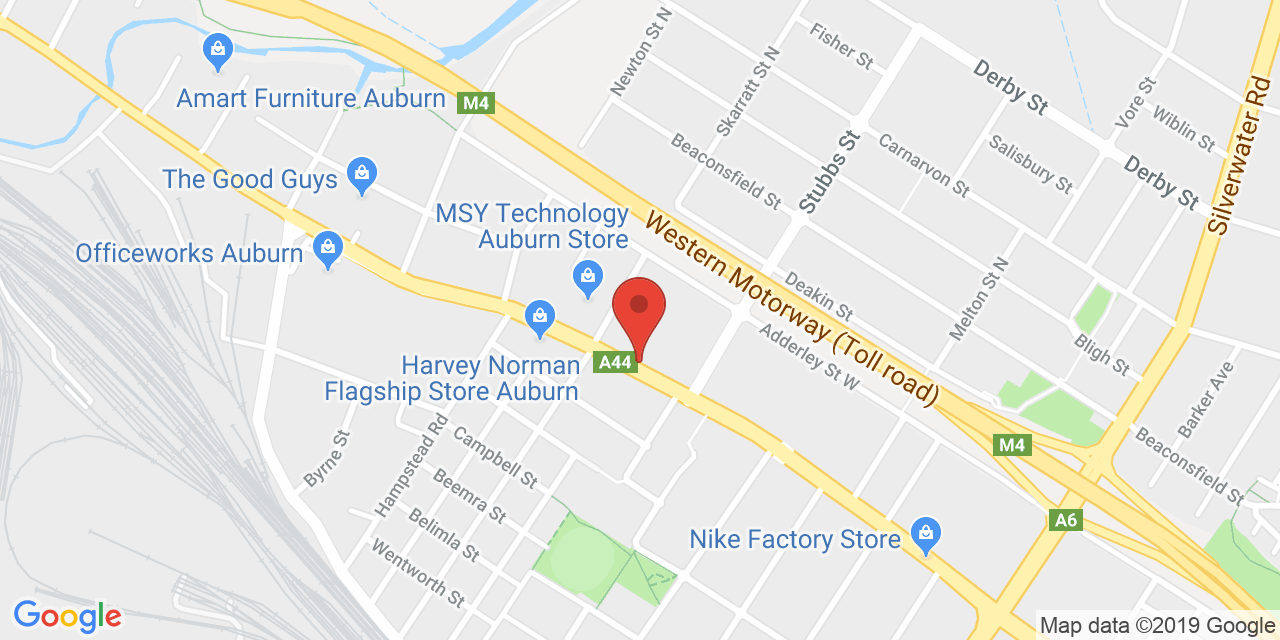 Newton St N
Fisher St
Derby St
Amart Furniture Auburn
M4
Skarratt St N
Vore St
Wiblin St
Silverwater Rd
Beaconsfield St
Stubbs St
Carnarvon St
Salisbury St
Derby St
The Good Guys
MSY Technology
Auburn Store
Officeworks Auburn
Western Motorway (Toll road)
Deakin St
Melton St N
Adderley St W
Bligh St
Harvey Norman
Flagship Store Auburn
A44
Barker Ave
Byrne St
Hampstead Rd
Campbell St
Beemra St
Belimla St
Wentworth St
M4
Beaconsfield St
A6
Nike Factory Store
Google
Map data ©2019 Google